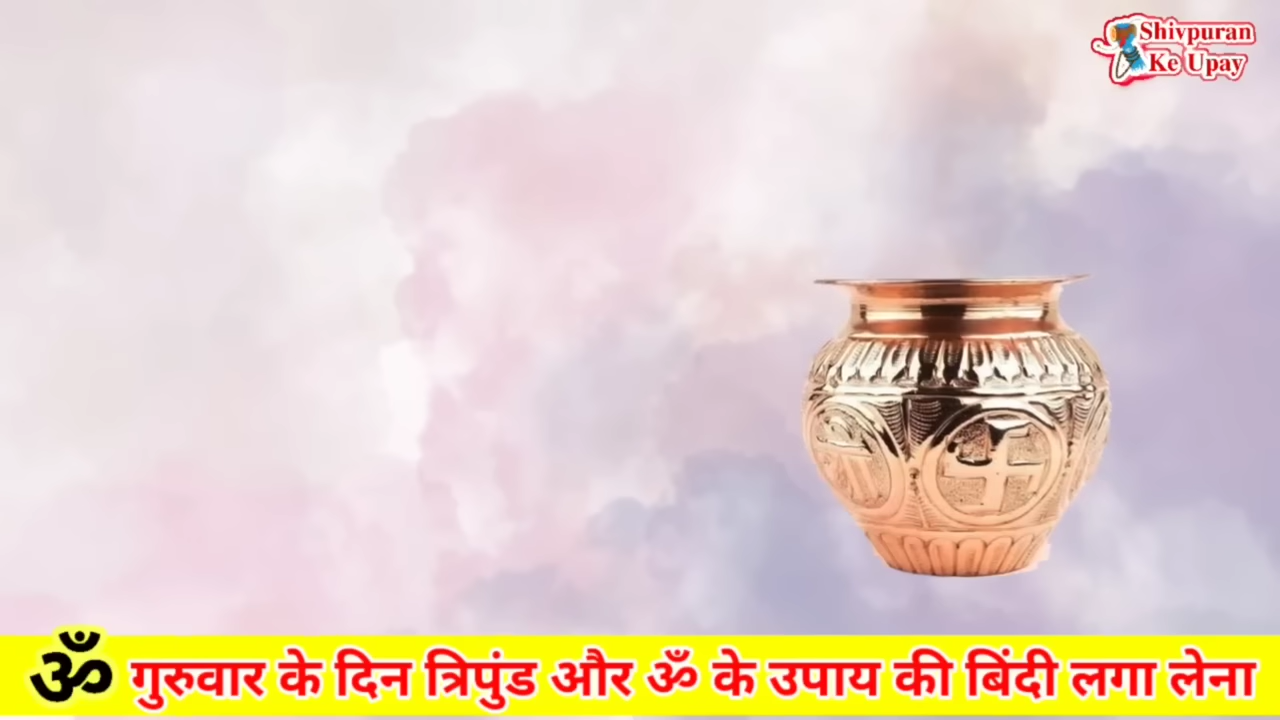 Shivpuran
Ke Upay
ॐ गुरुवार के दिन त्रिपुंड और ॐ के उपाय की बिंदी लगा लेना